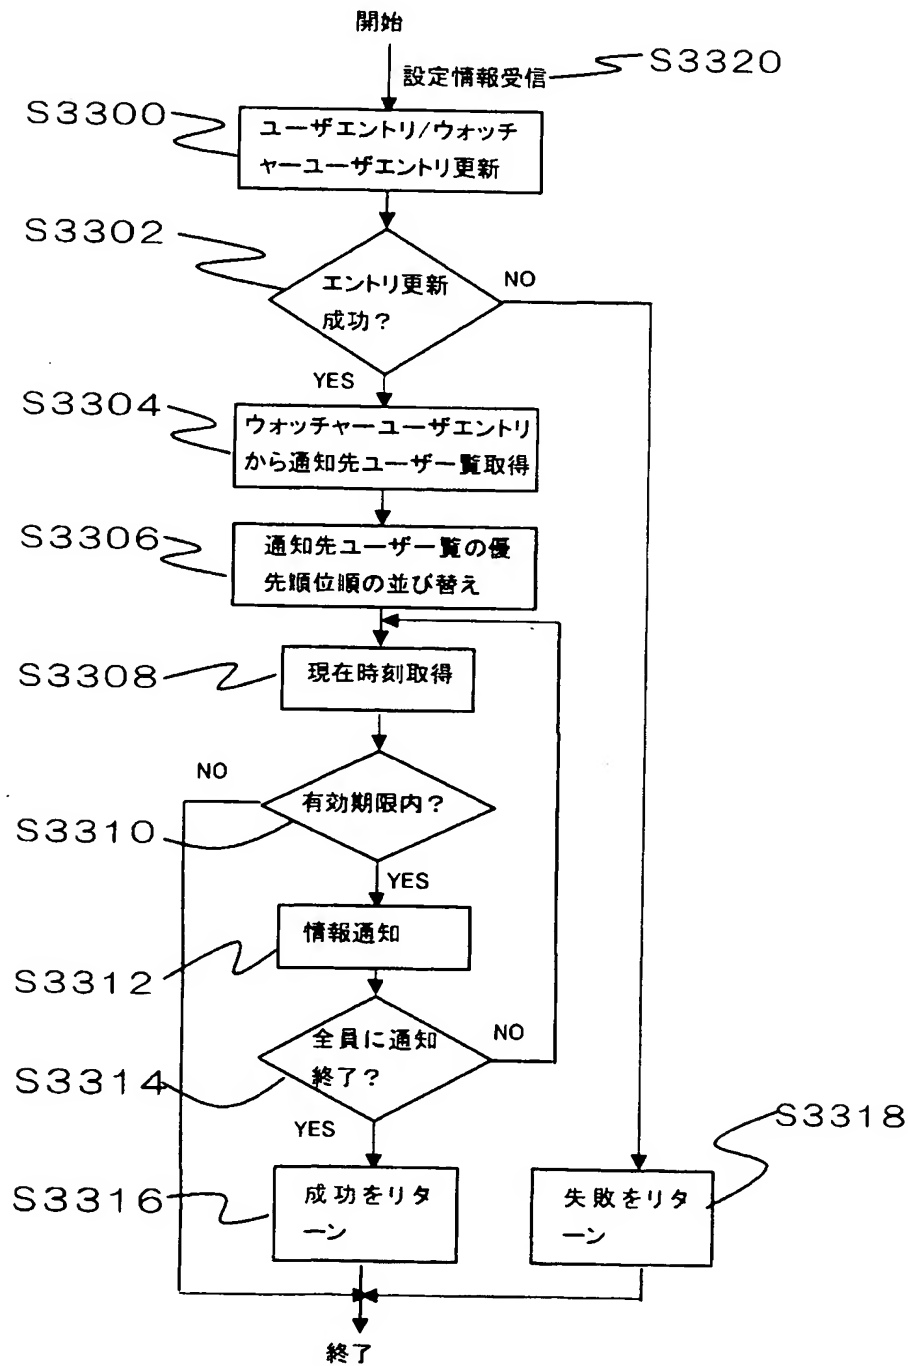 開始
設定情報受信
S3320
S3300
ユーザエントリ/ウォッチ
ャーユーザエントリ更新
S3302
エントリ更新
成功?
NO
YES
S3304
ウォッチャーユーザエントリ
から通知先ユーザ一覧取得
S3306
通知先ユーザ一覧の優
先順位順の並び替え
S3308
現在時刻取得
NO
有効期限内?
S3310
YES
情報通知
S3312
全員に通知
終了?
NO
S3314
YES
S3318
S3316
成功をリタ
ーン
失敗をリタ
ーン
終了